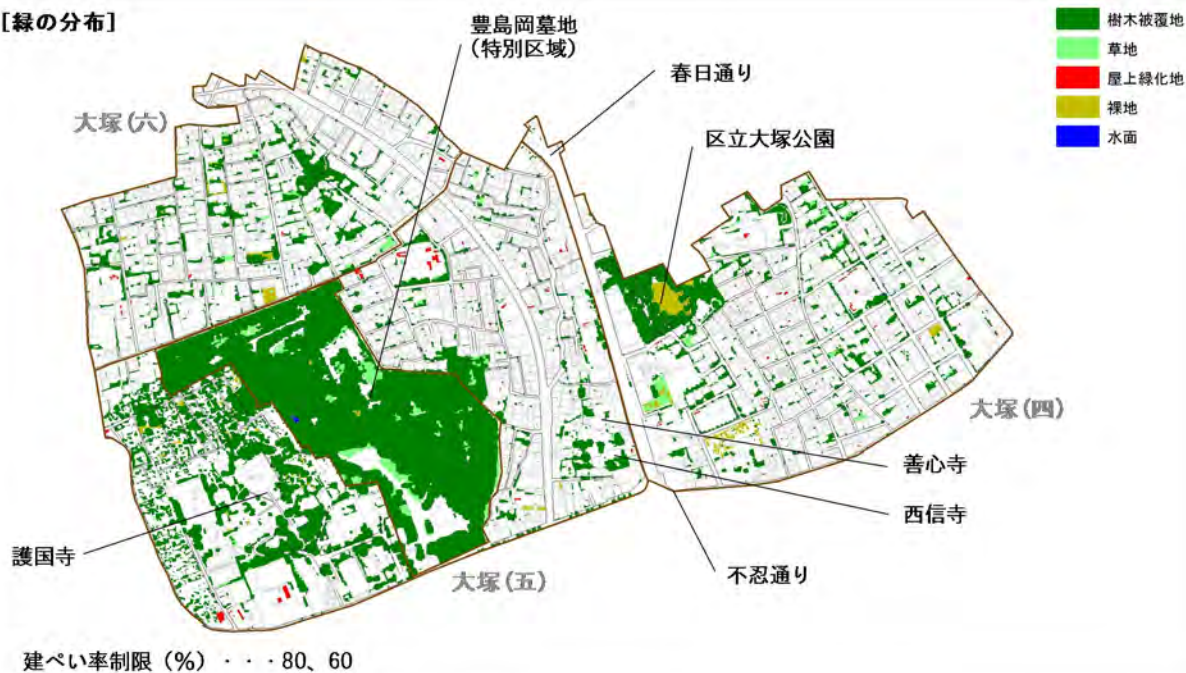 [緑の分布]
豊島岡墓地
(特別区域)
春日通り
区立大塚公園
大塚(六)
樹木被覆地
草地
屋上緑化地
裸地
水面
大塚(四)
善心寺
西信寺
護国寺
不忍通り
大塚(五)
建ぺい率制限（%）・・・80、60